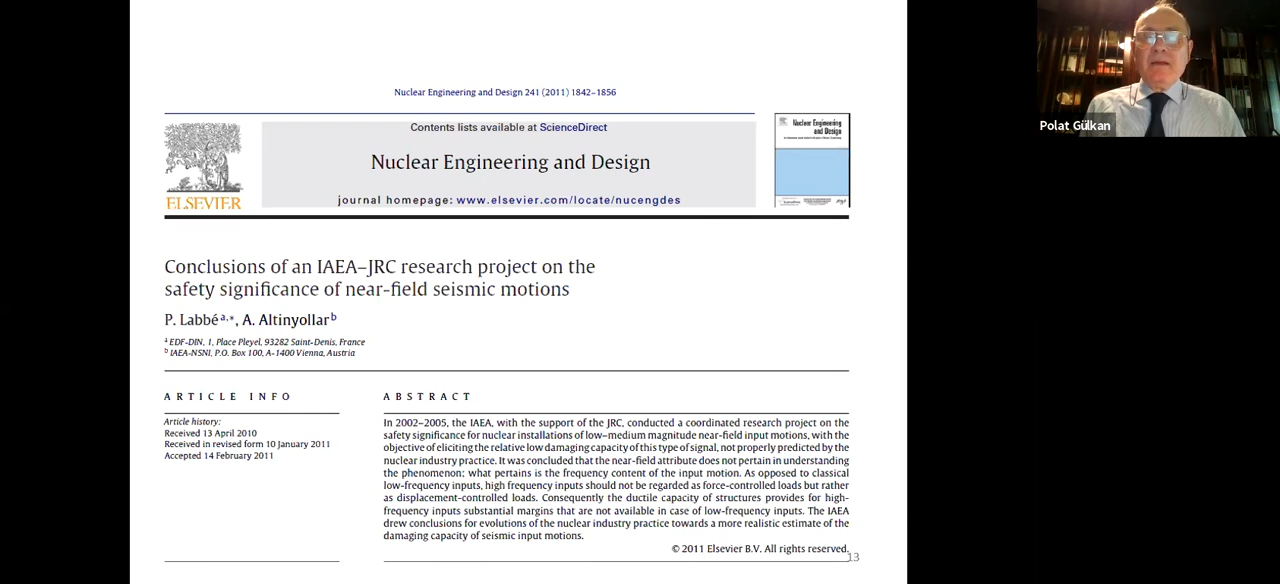 Nuclear Engineering and Design 241 (2011) 1842–1856
Contents lists available at ScienceDirect
Nuclear Engineering and Design
journal homepage: www.elsevier.com/locate/nucengdes
ELSEVIER
Nuclear Engineering
and Design
Polat Gülkan
Conclusions of an IAEA–JRC research project on the
safety significance of near-field seismic motions
P. Labbé a,*, A. Altinyollar b
a EDF-DIN, 1, Place Pleyel, 93282 Saint-Denis, France
b IAEA-NSNI, P.O. Box 100, A-1400 Vienna, Austria
ARTICLE INFO
Article history:
Received 13 April 2010
Received in revised form 10 January 2011
Accepted 14 February 2011
ABSTRACT
In 2002–2005, the IAEA, with the support of the JRC, conducted a coordinated research project on the
safety significance for nuclear installations of low–medium magnitude near-field input motions, with the
objective of eliciting the relative low damaging capacity of this type of signal, not properly predicted by the
nuclear industry practice. It was concluded that the near-field attribute does not pertain in understanding
the phenomenon; what pertains is the frequency content of the input motion. As opposed to classical
low-frequency inputs, high frequency inputs should not be regarded as force-controlled loads but rather
as displacement-controlled loads. Consequently the ductile capacity of structures provides for high-
frequency inputs substantial margins that are not available in case of low-frequency inputs. The IAEA
drew conclusions for evolutions of the nuclear industry practice towards a more realistic estimate of the
damaging capacity of seismic input motions.
© 2011 Elsevier B.V. All rights reserved.
13